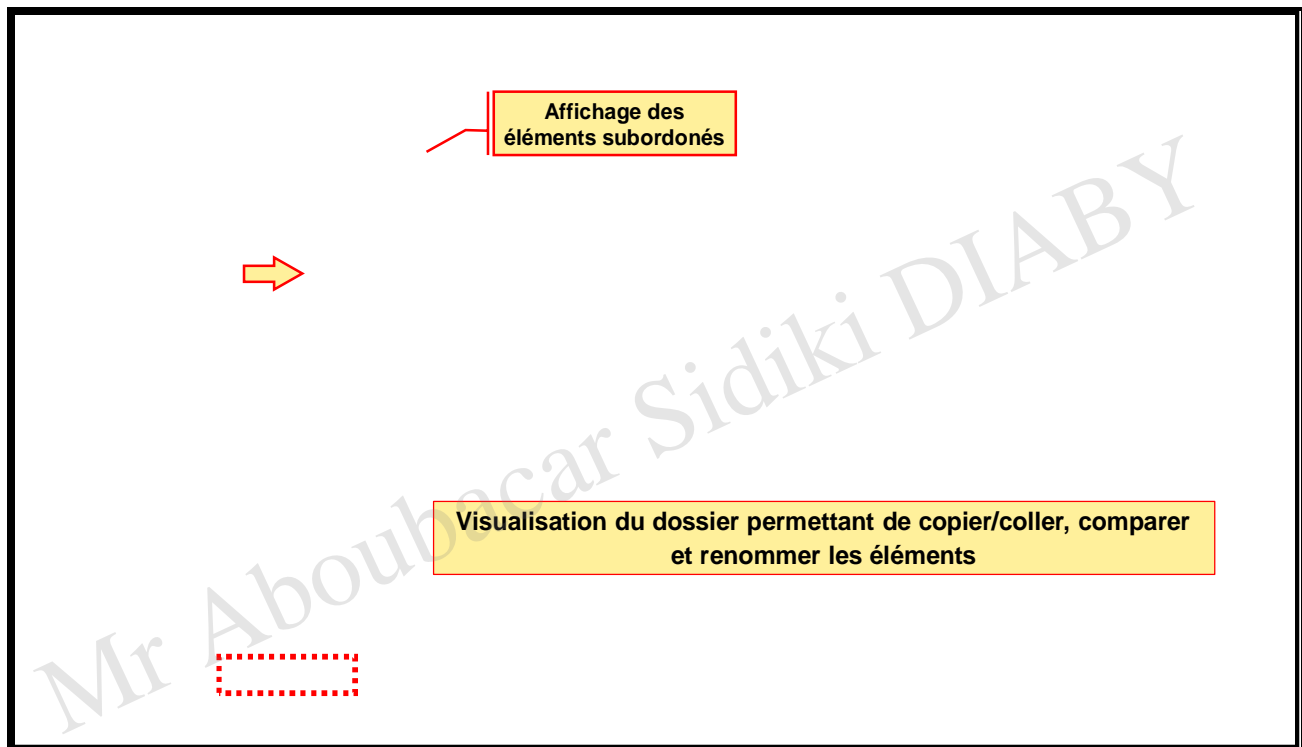 Affichage des
éléments subordonés
Mr Aboubacar Sidiki DIABY
Visualisation du dossier permettant de copier/coller, comparer
et renommer les éléments